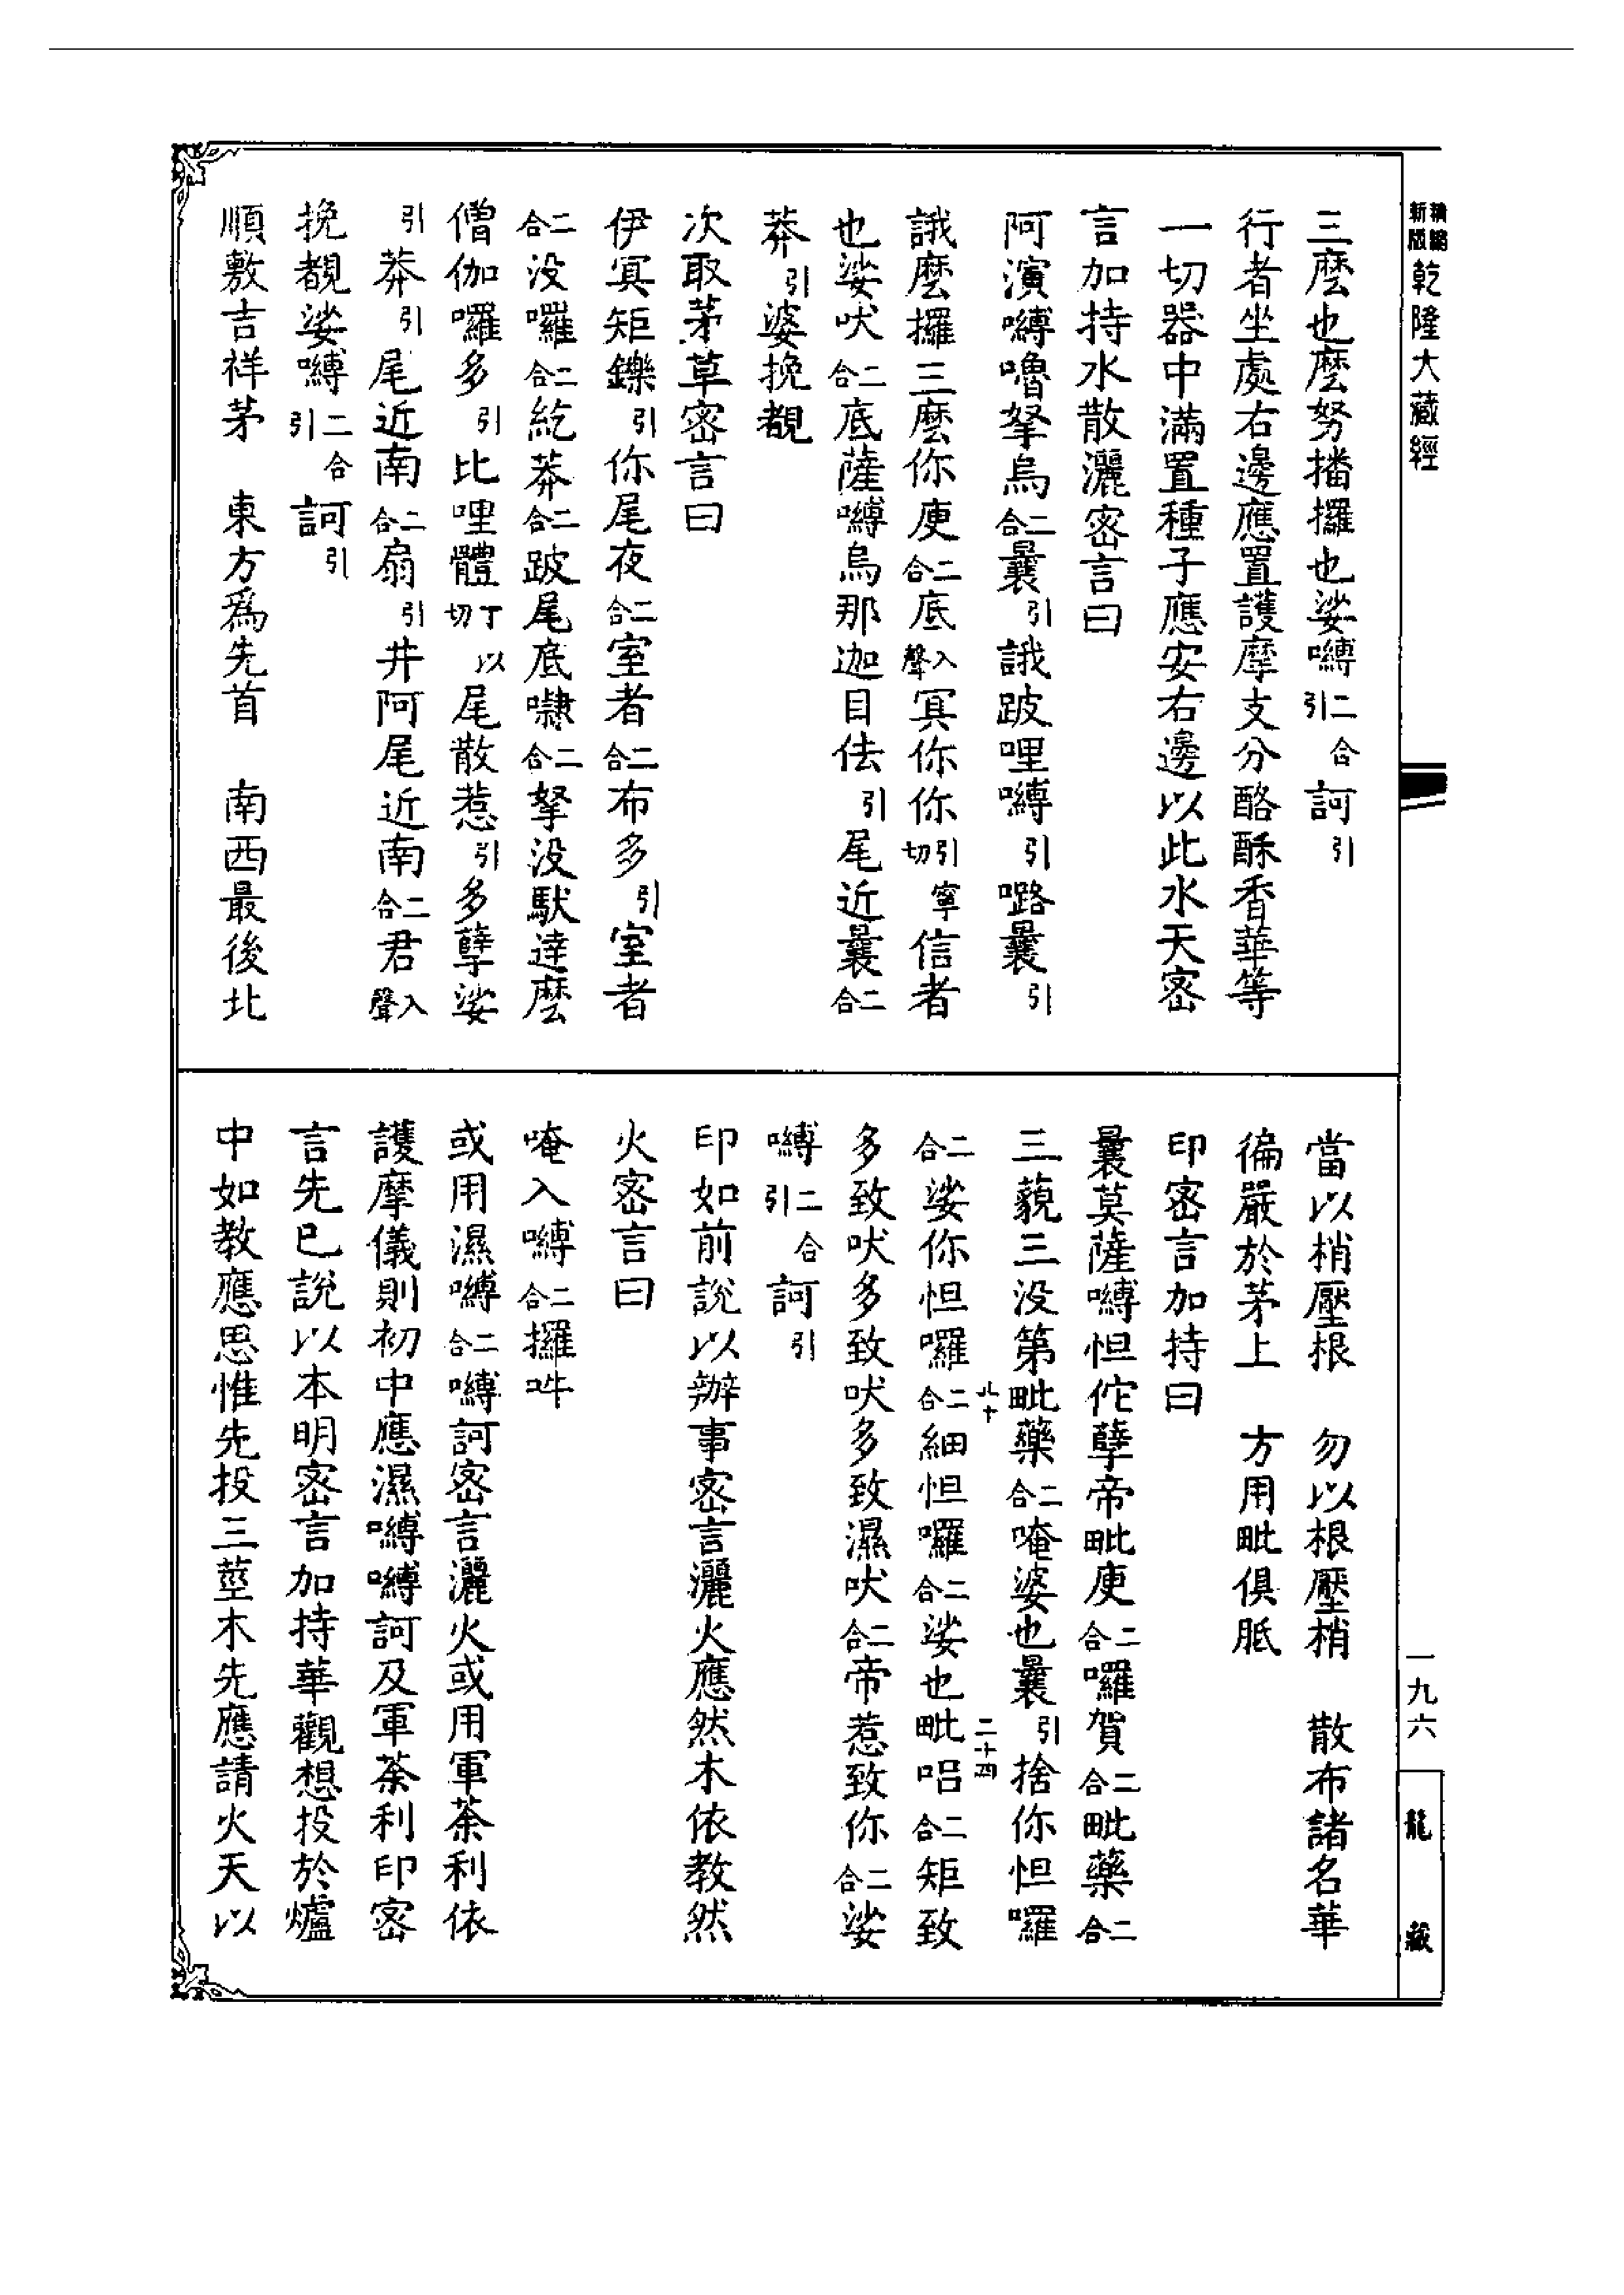 新版精縮乾隆大藏經
三麽也麽努播攞也娑嚩二合引訶引
行者坐處右邊應置護摩支分酪酥香華等
一切器中滿置種子應安右邊以此水天密
言加持水散灑密言曰
阿演嚩嚕拏烏二合曩引誐跛哩嚩引㘕曩引
誐麽攞三麽你庾二合底入聲寘你你引寧切信者
也娑吠二合底薩嚩烏那迦目佉引尾近曩二合
莽引婆挽覩
次取茅草密言曰
伊寘矩鑠引你尾夜二合室者二合布多引室者
二合没囉二合紇莽二合跛尾底㘑二合拏没馱達麽
僧伽囉多引比哩體丁以切尾散惹引多孽娑
引莽引尾近南二合扇引井阿尾近南二合君入聲
挽覩娑嚩二合引訶引
順敷吉祥茅　東方爲先首　南西最後北
當以梢壓根　勿以根壓梢　散布諸名華
徧嚴於茅上　方用毗俱胝
印密言加持曰
曩莫薩嚩怛佗孽帝毗庾二合囉賀二合毗藥二合
三藐三没第毗藥二合唵婆也曩引捨你怛囉
二合娑你怛囉二合八十細怛囉二合娑也毗二十四吕二合矩致
多致吠多致吠多致濕吠二合帝惹致你二合娑
嚩二合引訶引
印如前說以辦事密言灑火應然木依教然
火密言曰
唵入嚩二合攞吽
或用濕嚩二合嚩訶密言灑火或用軍荼利依
護摩儀則初中應濕嚩嚩訶及軍荼利印密
言先已說以本明密言加持華觀想投於爐
中如教應思惟先投三莖木先應請火天以
一九六
龍藏